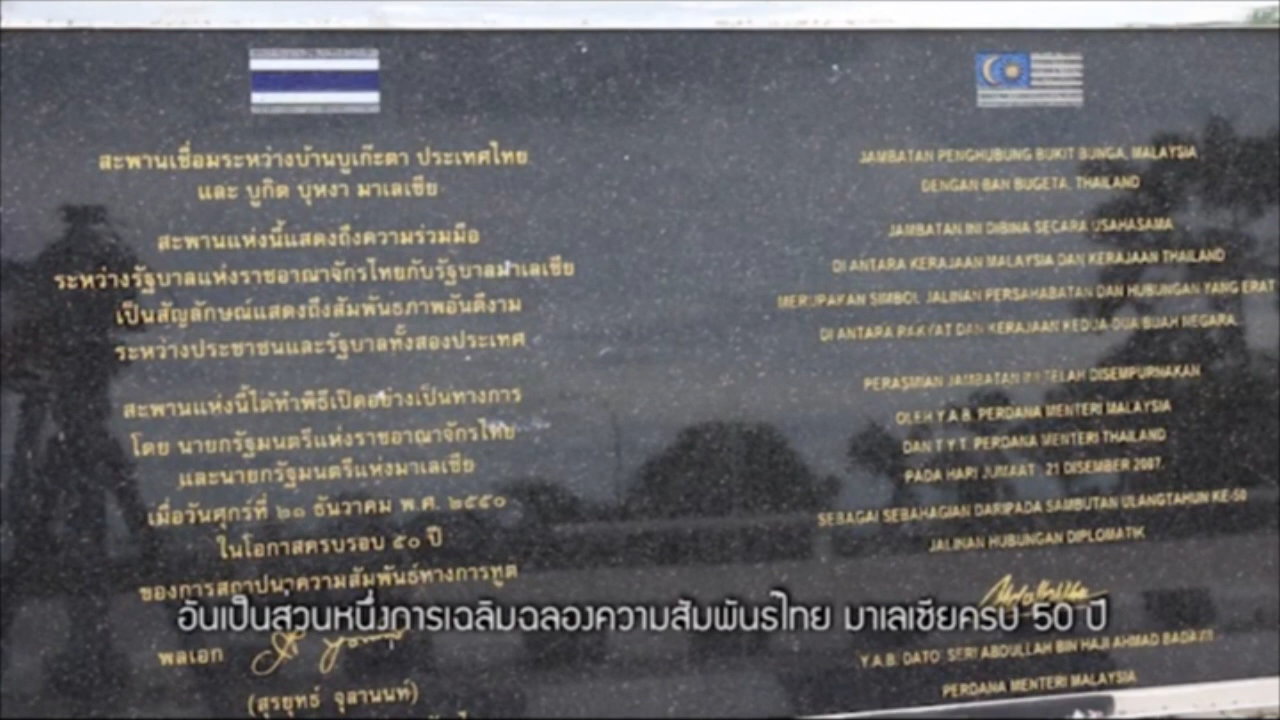 สะพานเชื่อมระหว่างบ้านบูเก๊ะตา ประเทศไทย
และ บูกิต บุหงา มาเลเซีย
สะพานแห่งนี้แสดงถึงความร่วมมือ
ระหว่างรัฐบาลแห่งราชอาณาจักรไทยกับรัฐบาลมาเลเซีย
เป็นสัญลักษณ์แสดงถึงสัมพันธภาพอันดีงาม
ระหว่างประชาชนและรัฐบาลทั้งสองประเทศ
สะพานแห่งนี้ได้ทำพิธีเปิดอย่างเป็นทางการ
โดย นายกรัฐมนตรีแห่งราชอาณาจักรไทย
และนายกรัฐมนตรีแห่งมาเลเซีย
เมื่อวันศุกร์ที่ ๒๑ ธันวาคม พ.ศ. ๒๕๕๐
ในโอกาสครบรอบ ๕๐ ปี
ของการสถาปนาความสัมพันธ์ทางการทูต
พลเอก
(สุรยุทธ์ จุลานนท์)
JAMBATAN PENGHUBUNG BUKIT BUNGA, MALAYSIA
DENGAN BAN BUGETA, THAILAND
JAMBATAN INI DIBINA SECARA USAHASAMA
DI ANTARA KERAJAAN MALAYSIA DAN KERAJAAN THAILAND
MERUPAKAN SIMBOL JALINAN PERSAHABATAN DAN HUBUNGAN YANG ERAT
DI ANTARA RAKYAT DAN KERAJAAN KEDUA-DUA BUAH NEGARA.
PERASMIAN JAMBATAN INI TELAH DISEMPURNAKAN
OLEH Y.A.B. PERDANA MENTERI MALAYSIA
DAN T.Y.T. PERDANA MENTERI THAILAND
PADA HARI JUMAAT, 21 DISEMBER 2007,
SEBAGAI SEBAHAGIAN DARIPADA SAMBUTAN ULANGTAHUN KE-50
JALINAN HUBUNGAN DIPLOMATIK
Y.A.B. DATO' SERI ABDULLAH BIN HAJI AHMAD BADAWI
PERDANA MENTERI MALAYSIA
อันเป็นส่วนหนึ่งการเฉลิมฉลองความสัมพันธไทย มาเลเซียครบ 50 ปี